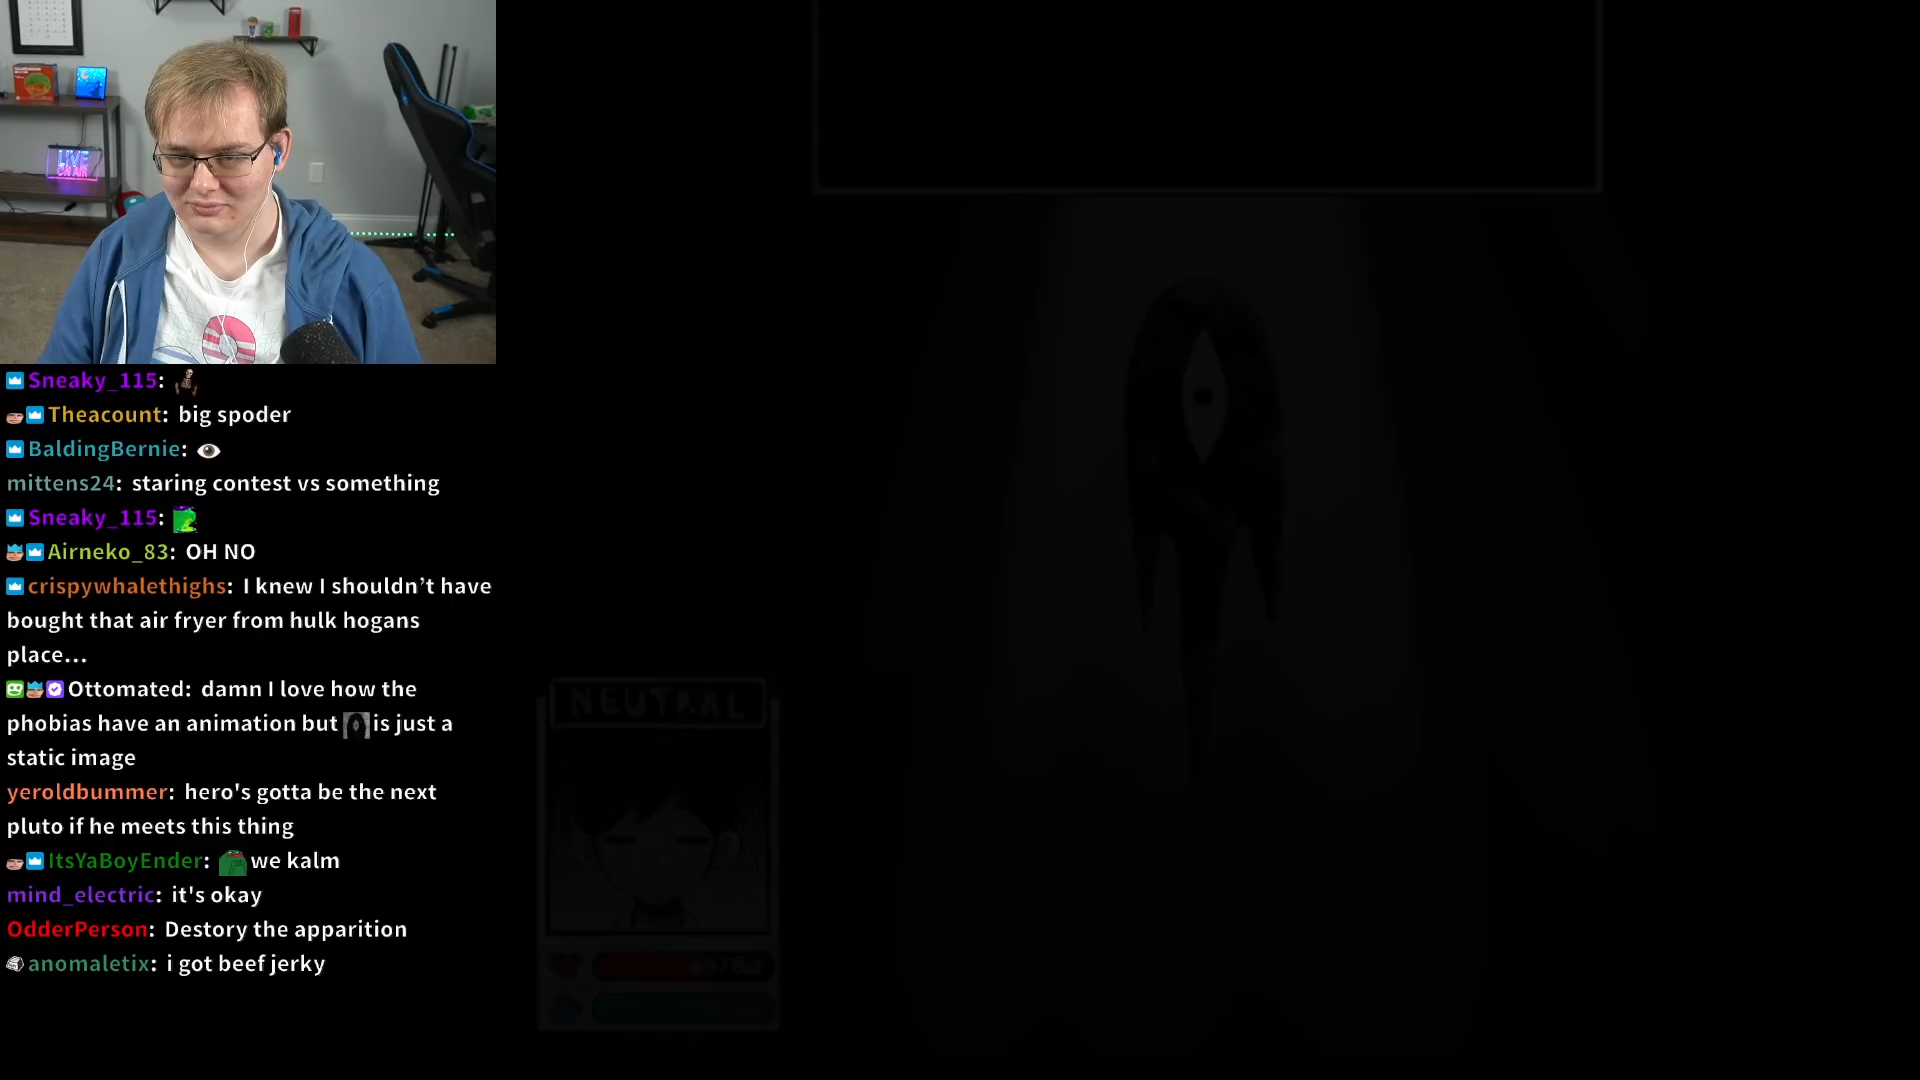 LIVE
ON AIR
Sneaky_115:
Theacount: big spoder
BaldingBernie:
mittens24: staring contest vs something
Sneaky_115:
Airneko_83: OH NO
crispywhalethighs: I knew I shouldn’t have
bought that air fryer from hulk hogans
place...
Ottomated: damn I love how the
phobias have an animation but is just a
static image
yeroldbummer: hero's gotta be the next
pluto if he meets this thing
ItsYaBoyEnder: we kalm
mind_electric: it's okay
OdderPerson: Destory the apparition
anomaletix: i got beef jerky
NEUTRAL